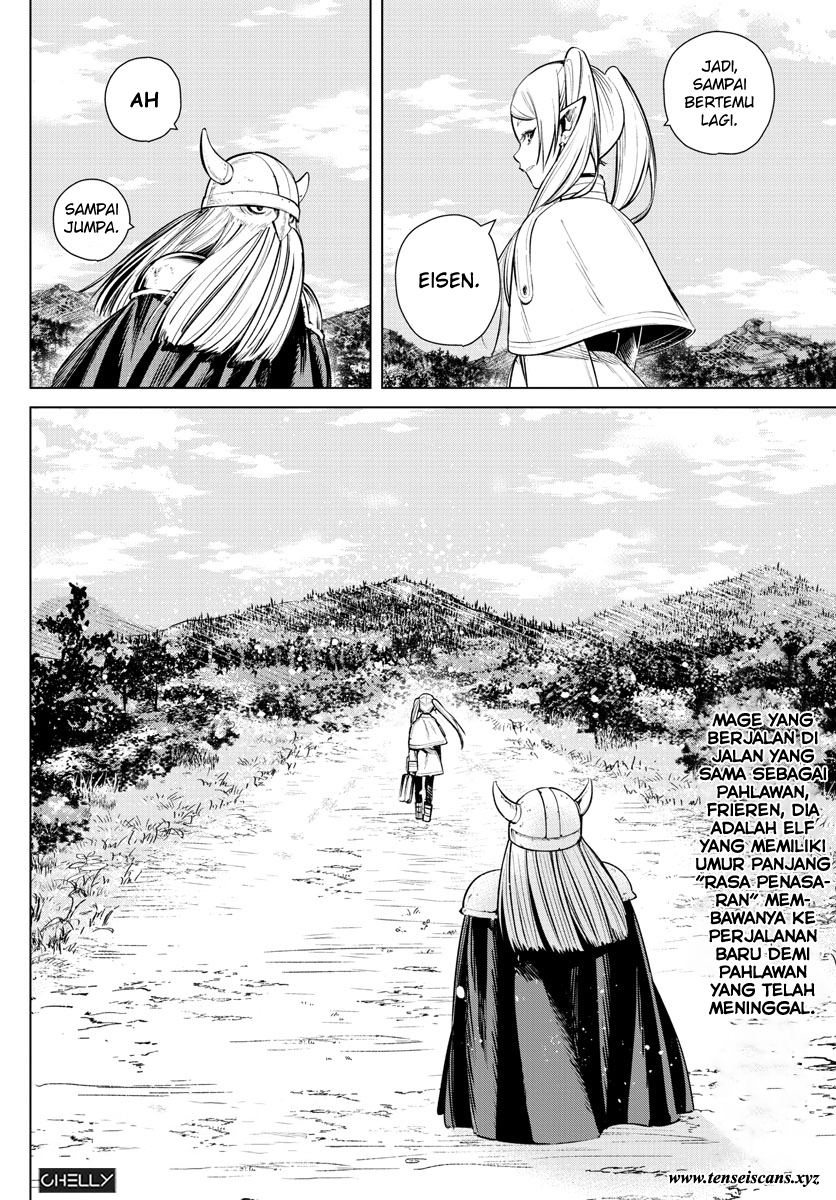 JADI,
SAMPAI
BERTEMU
LAGI.
EISEN.
AH
SAMPAI
JUMPA.
MAGE YANG
BERJALAN DI
JALAN YANG
SAMA SEBAGAI
PAHLAWAN,
FRIEREN, DIA
ADALAH ELF
YANG MEMILIKI
UMUR PANJANG
"RASA PENASA-
RAN" MEM-
BAWANYA KE
PERJALANAN
BARU DEMI
PAHLAWAN
YANG TELAH
MENINGGAL.
CHELLY
www.tenseiscans.xyz